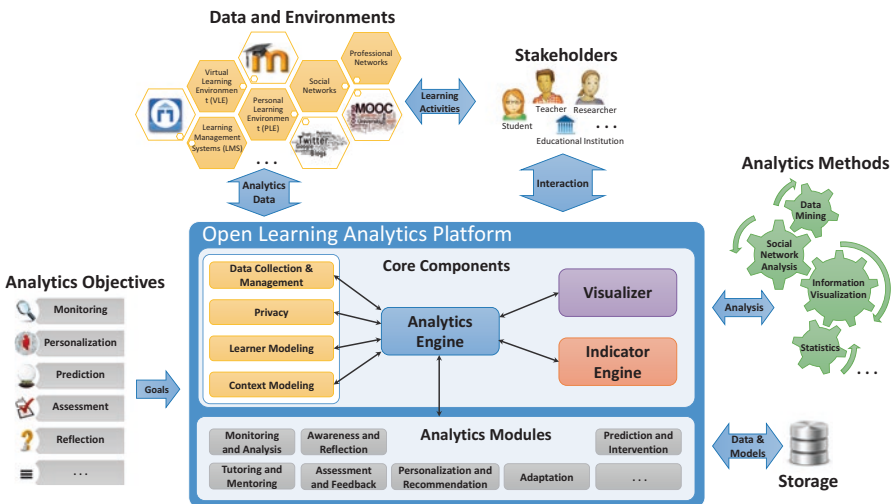 Data and Environments
Professional
Networks
Virtual
Learning
Environmen
t (VLE)
Social
Networks
Personal
Learning
Environmen
t (PLE)
Learning
Management
Systems (LMS)
MOOC
Twitter
Google
Blogs
. . .
Learning
Activities
Stakeholders
Student
Teacher
Researcher
Educational Institution
. . .
Analytics
Data
Interaction
Analytics Methods
Data
Mining
Social
Network
Analysis
Information
Visualization
Statistics
. . .
Analytics Objectives
Monitoring
Personalization
Prediction
Assessment
Reflection
. . .
Goals
Open Learning Analytics Platform
Core Components
Data Collection &
Management
Privacy
Learner Modeling
Context Modeling
Analytics
Engine
Visualizer
Indicator
Engine
Analysis
Analytics Modules
Monitoring
and Analysis
Awareness and
Reflection
Prediction and
Intervention
Tutoring and
Mentoring
Assessment
and Feedback
Personalization and
Recommendation
Adaptation
. . .
Data &
Models
Storage